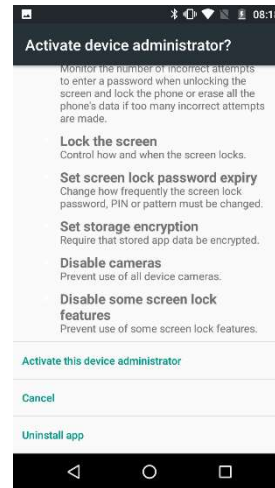 08:1
Activate device administrator?
Monitor the number of incorrect attempts
to enter a password when unlocking the
screen and lock the phone or erase all the
phone's data if too many incorrect attempts
are made.
Lock the screen
Control how and when the screen locks.
Set screen lock password expiry
Change how frequently the screen lock
password, PIN or pattern must be changed.
Set storage encryption
Require that stored app data be encrypted.
Disable cameras
Prevent use of all device cameras.
Disable some screen lock
features
Prevent use of some screen lock features.
Activate this device administrator
Cancel
Uninstall app